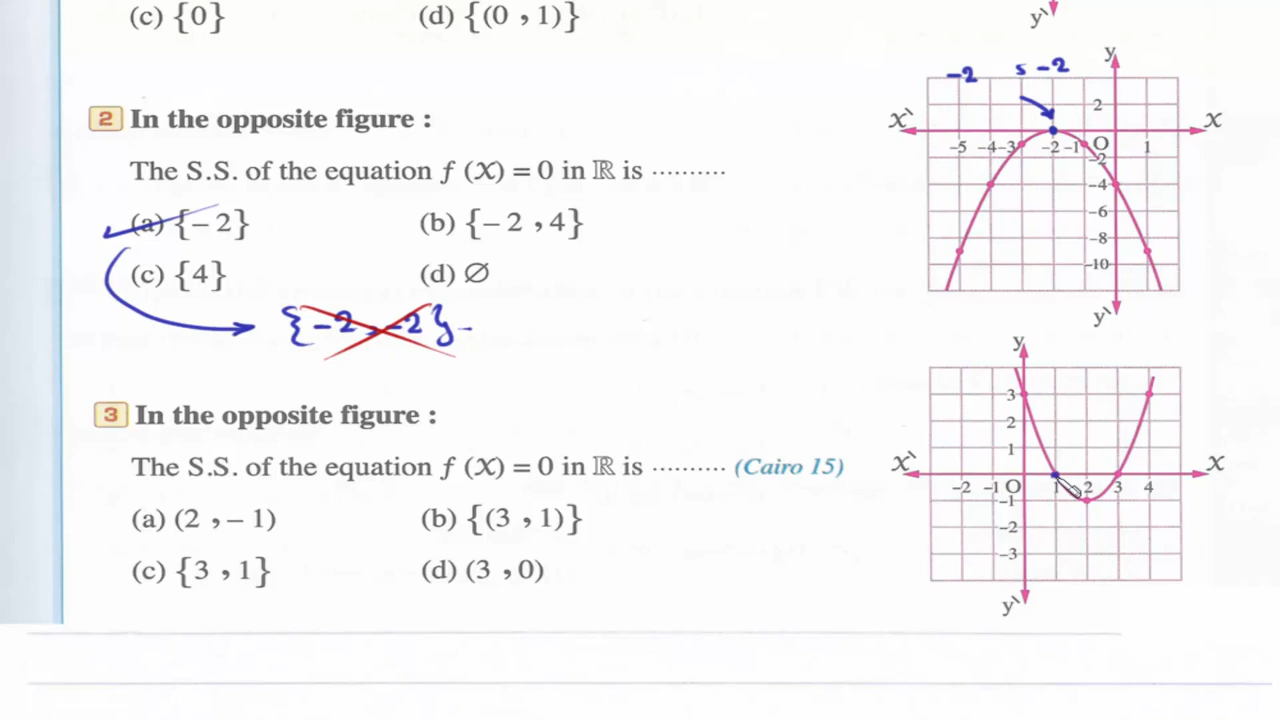 (c) {0}
(d) {(0 , 1)}
2 In the opposite figure :
The S.S. of the equation f (X) = 0 in ℝ is ·········
(a) {– 2}
(b) {– 2 , 4}
(c) {4}
(d) ∅
{-2 , -2}
3 In the opposite figure :
The S.S. of the equation f (X) = 0 in ℝ is ·········· (Cairo 15)
(a) (2 , – 1)
(b) {(3 , 1)}
(c) {3 , 1}
(d) (3 , 0)
y\
y
-2 , -2
2
X\ X
-5 -4 -3 -2 -1 O 1
-2
-4
-6
-8
-10
y\
y
3
2
1
X\ X
-2 -1 O 1 2 3 4
-1
-2
-3
y\